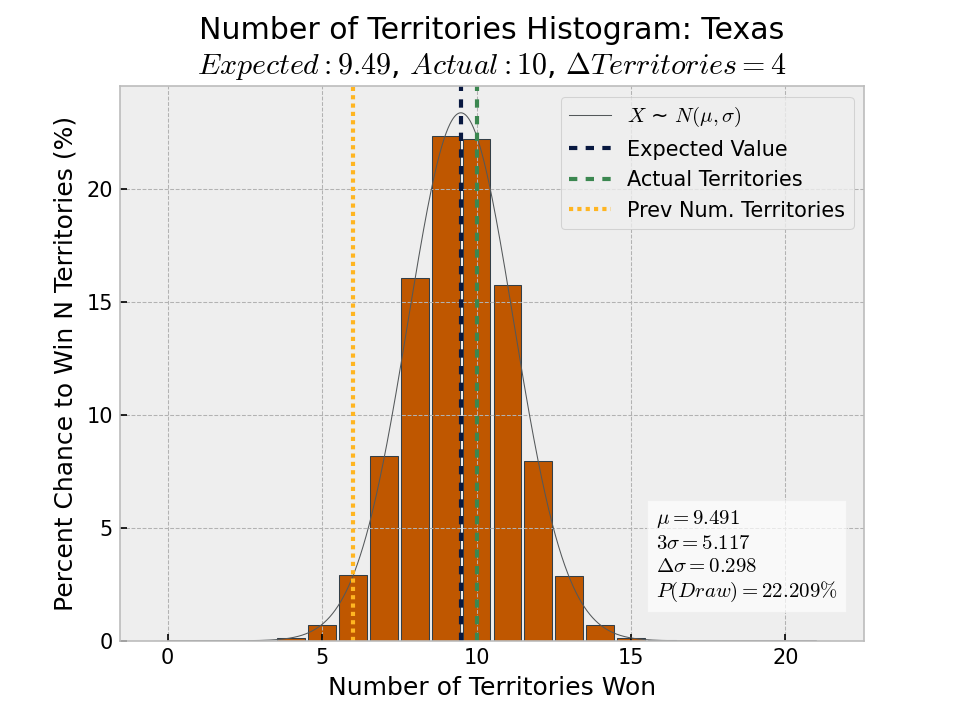 Number of Territories Histogram: Texas
Expected : 9.49, Actual : 10, ΔTerritories = 4
Percent Chance to Win N Territories (%)
20
15
10
5
0
X ~ N(μ, σ)
Expected Value
Actual Territories
Prev Num. Territories
μ = 9.491
3σ = 5.117
Δσ = 0.298
P(Draw) = 22.209%
0 5 10 15 20
Number of Territories Won